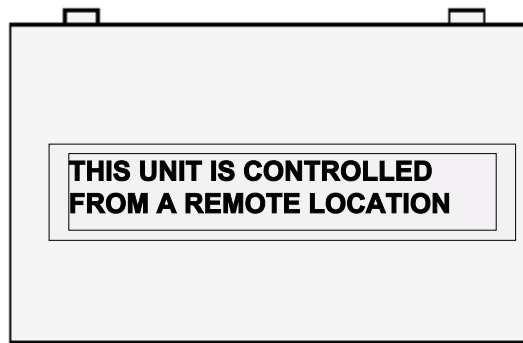 THIS UNIT IS CONTROLLED
FROM A REMOTE LOCATION